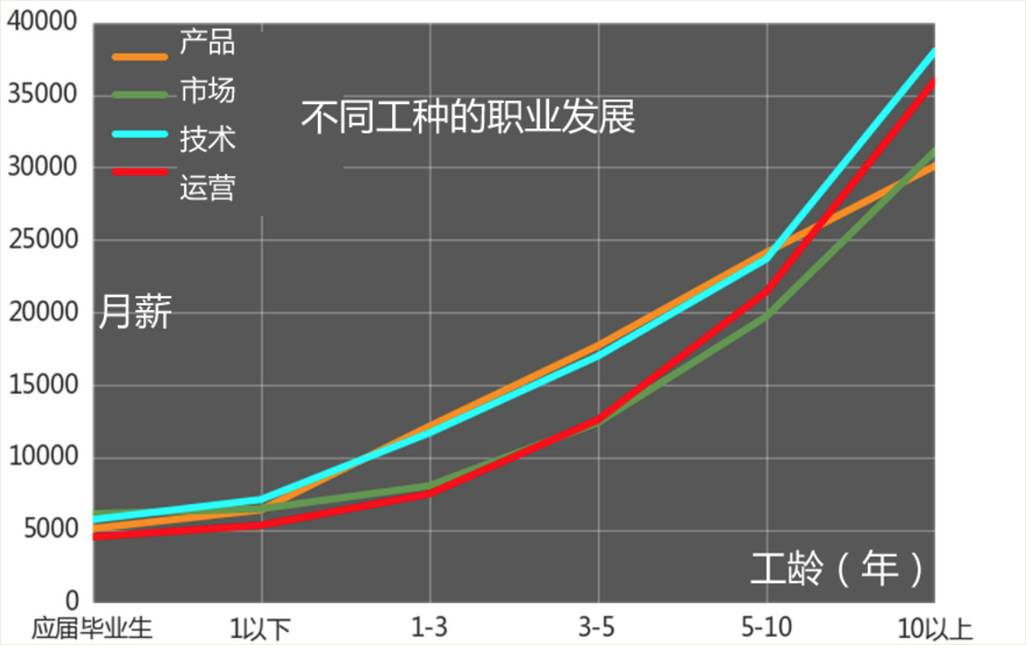 40000
35000
30000
25000
20000
15000
10000
5000
0
产品
市场
技术
运营
不同工种的职业发展
月薪
工龄（年）
应届毕业生
1以下
1-3
3-5
5-10
10以上